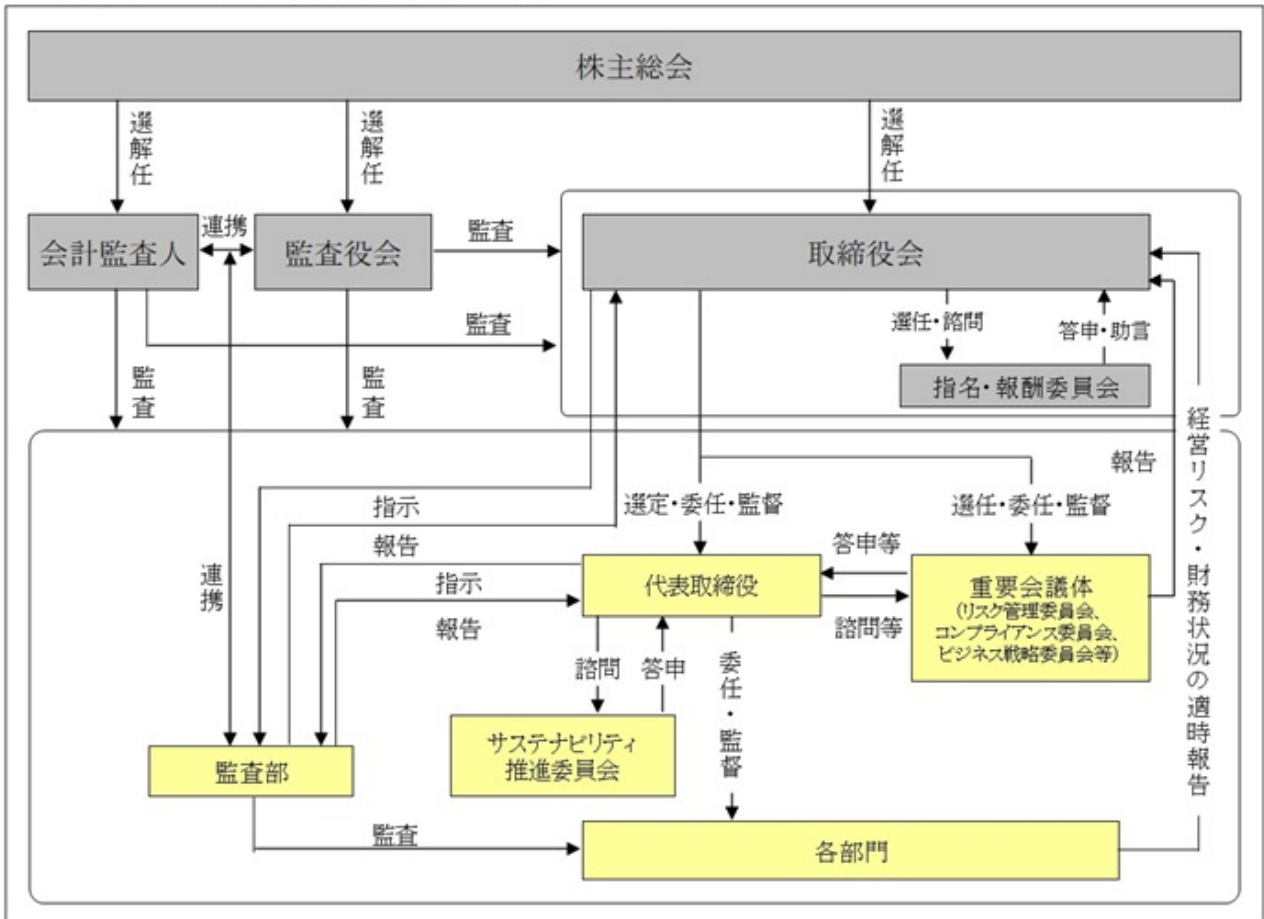 株主総会
選解任
選解任
選解任
会計監査人
連携
監査役会
監査
取締役会
監査
選任・諮問
答申・助言
指名・報酬委員会
監査
監査
経営リスク・財務状況の適時報告
報告
指示
選定・委任・監督
選任・委任・監督
報告
答申等
連携
指示
代表取締役
重要会議体
(リスク管理委員会、
コンプライアンス委員会、
ビジネス戦略委員会等)
報告
諮問等
諮問
答申
委任・監督
サステナビリティ
推進委員会
監査部
監査
各部門